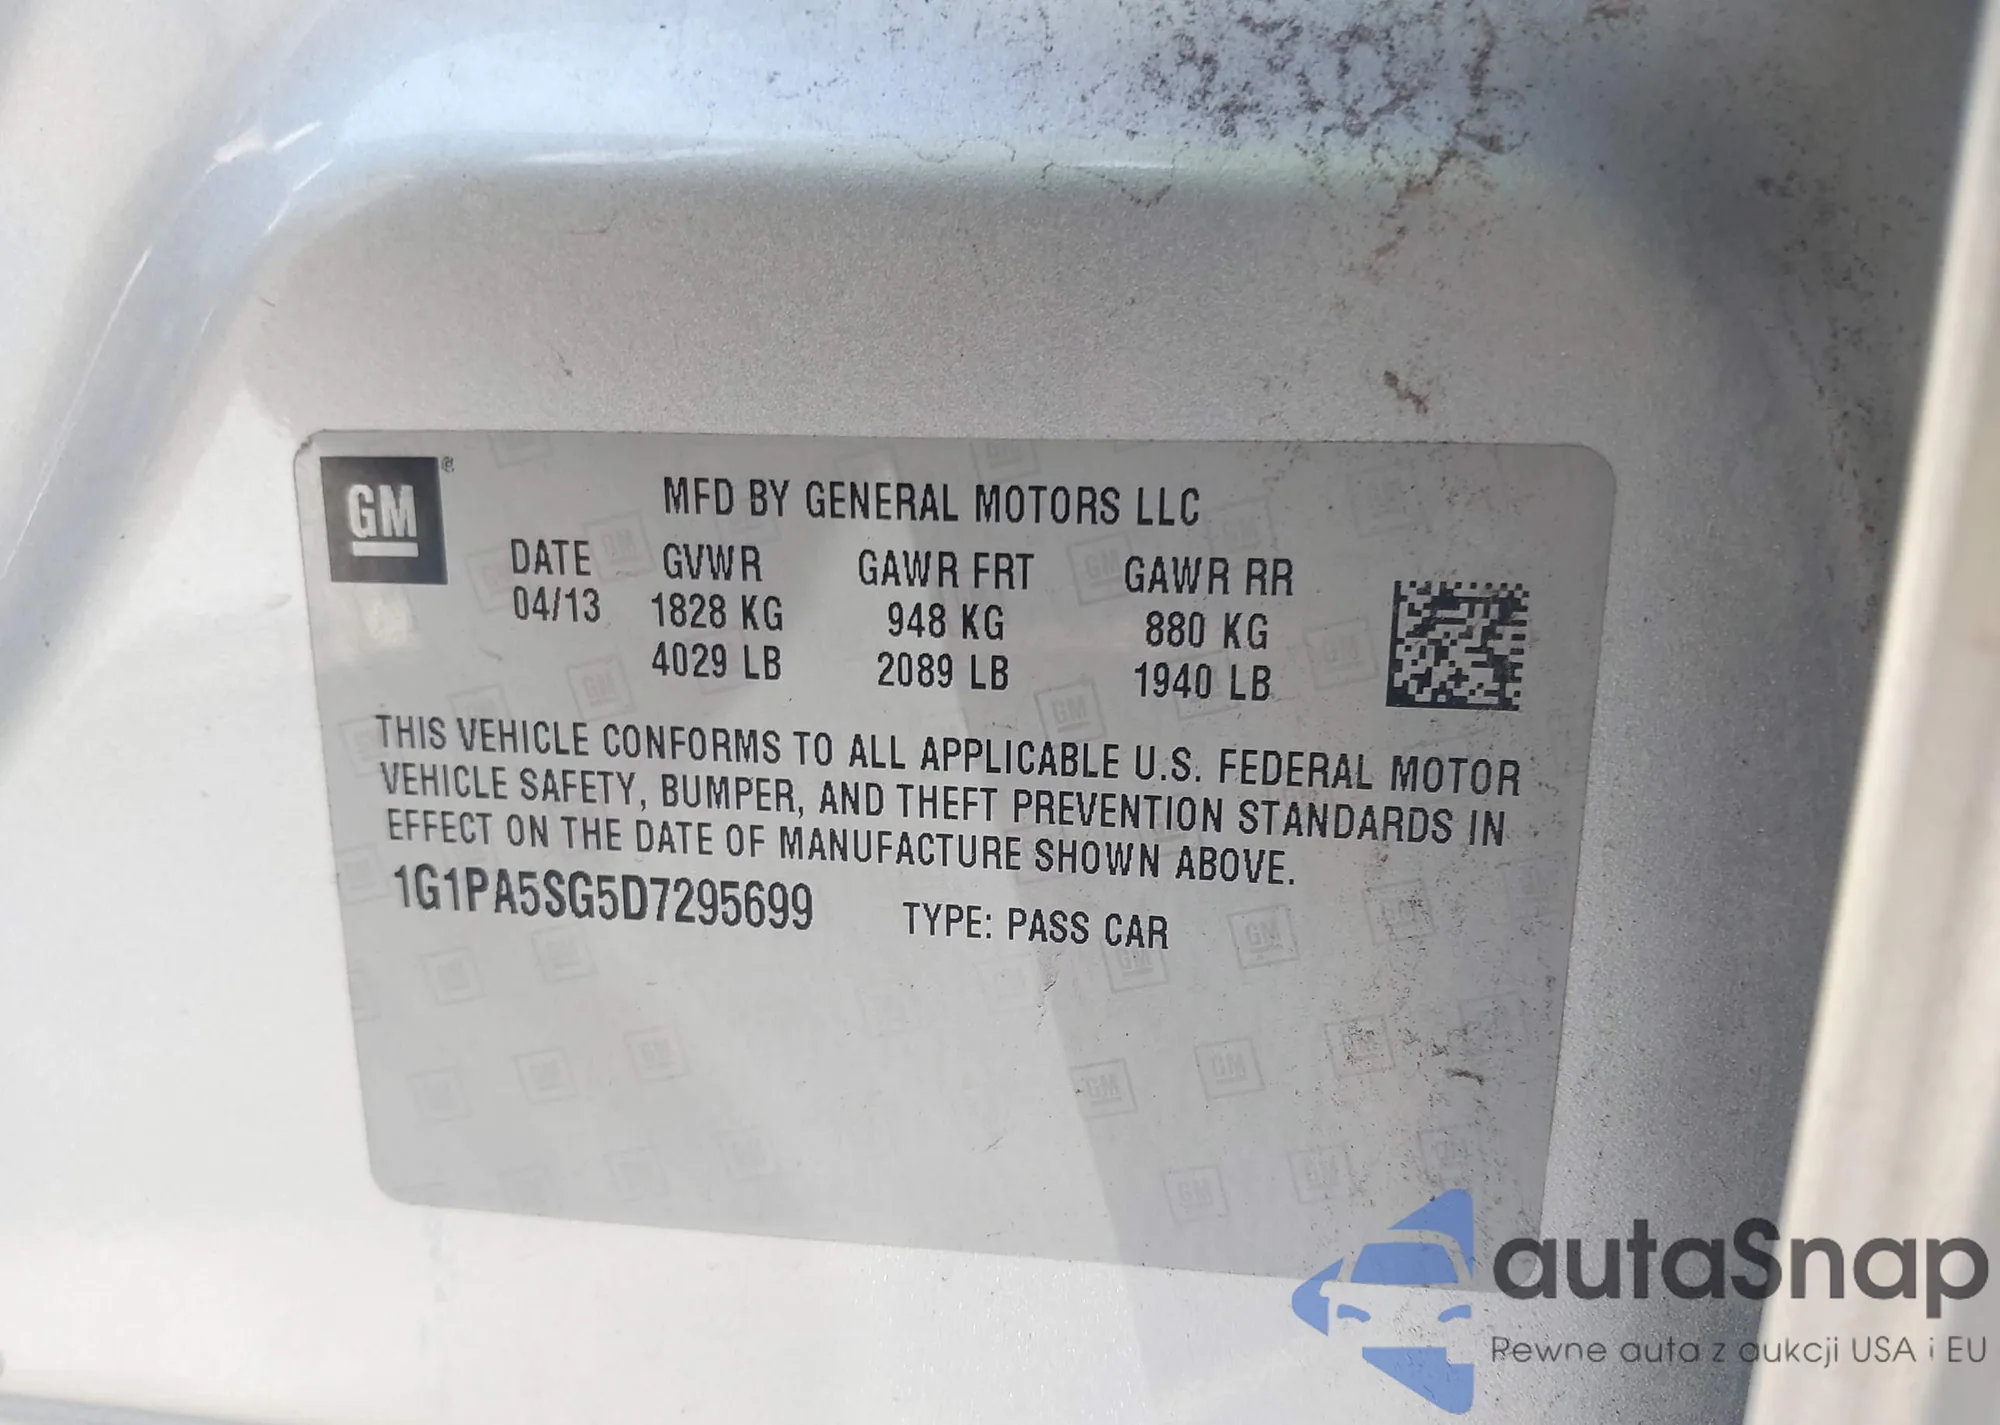 GM®
MFD BY GENERAL MOTORS LLC
DATE GVWR GAWR FRT GAWR RR
04/13 1828 KG 948 KG 880 KG
4029 LB 2089 LB 1940 LB
THIS VEHICLE CONFORMS TO ALL APPLICABLE U.S. FEDERAL MOTOR
VEHICLE SAFETY, BUMPER, AND THEFT PREVENTION STANDARDS IN
EFFECT ON THE DATE OF MANUFACTURE SHOWN ABOVE.
1G1PA5SG5D7295699 TYPE: PASS CAR
autaSnap
Pewne auta z aukcji USA i EU